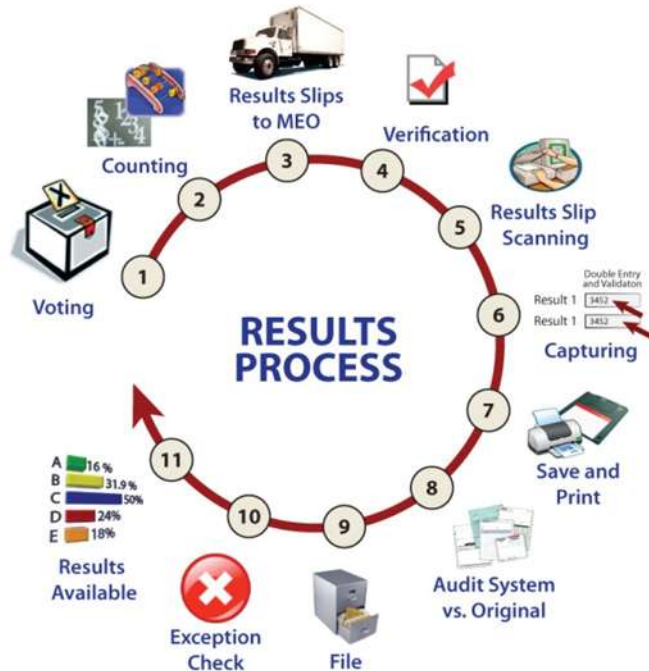 Results Slips
to MEO
Verification
Counting
Results Slip
Scanning
Voting
1
2
3
4
5
6
7
8
9
10
11
Double Entry
and Validaton
Result 1 3452
Result 1 3452
Capturing
RESULTS
PROCESS
Save and
Print
Audit System
vs. Original
File
Exception
Check
A 16 %
B 31.9 %
C 50%
D 24%
E 18%
Results
Available